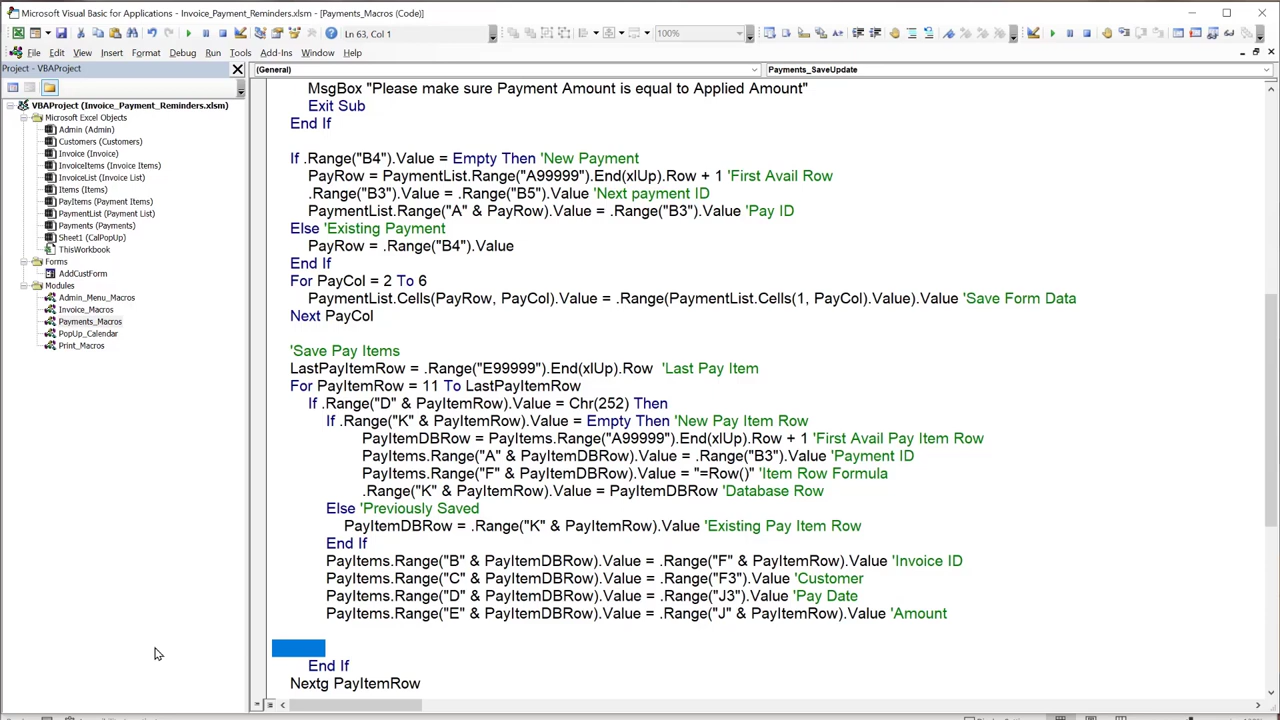 Microsoft Visual Basic for Applications - Invoice_Payment_Reminders.xlsm - [Payments_Macros (Code)]
File Edit View Insert Format Debug Run Tools Add-Ins Window Help
Ln 63, Col 1
100%
Project - VBAProject
(General)
Payments_SaveUpdate
VBAProject (Invoice_Payment_Reminders.xlsm)
Microsoft Excel Objects
Admin (Admin)
Customers (Customers)
Invoice (Invoice)
InvoiceItems (Invoice Items)
InvoiceList (Invoice List)
Items (Items)
PayItems (Payment Items)
PaymentList (Payment List)
Payments (Payments)
Sheet1 (CalPopUp)
ThisWorkbook
Forms
AddCustForm
Modules
Admin_Menu_Macros
Invoice_Macros
Payments_Macros
PopUp_Calendar
Print_Macros
MsgBox "Please make sure Payment Amount is equal to Applied Amount"
Exit Sub
End If
If .Range("B4").Value = Empty Then 'New Payment
PayRow = PaymentList.Range("A99999").End(xlUp).Row + 1 'First Avail Row
.Range("B3").Value = .Range("B5").Value 'Next payment ID
PaymentList.Range("A" & PayRow).Value = .Range("B3").Value 'Pay ID
Else 'Existing Payment
PayRow = .Range("B4").Value
End If
For PayCol = 2 To 6
PaymentList.Cells(PayRow, PayCol).Value = .Range(PaymentList.Cells(1, PayCol).Value).Value 'Save Form Data
Next PayCol
'Save Pay Items
LastPayItemRow = .Range("E99999").End(xlUp).Row 'Last Pay Item
For PayItemRow = 11 To LastPayItemRow
If .Range("D" & PayItemRow).Value = Chr(252) Then
If .Range("K" & PayItemRow).Value = Empty Then 'New Pay Item Row
PayItemDBRow = PayItems.Range("A99999").End(xlUp).Row + 1 'First Avail Pay Item Row
PayItems.Range("A" & PayItemDBRow).Value = .Range("B3").Value 'Payment ID
PayItems.Range("F" & PayItemDBRow).Value = "=Row()" 'Item Row Formula
.Range("K" & PayItemRow).Value = PayItemDBRow 'Database Row
Else 'Previously Saved
PayItemDBRow = .Range("K" & PayItemRow).Value 'Existing Pay Item Row
End If
PayItems.Range("B" & PayItemDBRow).Value = .Range("F" & PayItemRow).Value 'Invoice ID
PayItems.Range("C" & PayItemDBRow).Value = .Range("F3").Value 'Customer
PayItems.Range("D" & PayItemDBRow).Value = .Range("J3").Value 'Pay Date
PayItems.Range("E" & PayItemDBRow).Value = .Range("J" & PayItemRow).Value 'Amount
End If
Nextg PayItemRow